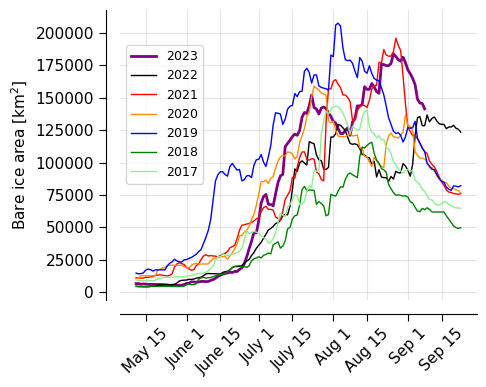 Bare ice area [km²]
200000
175000
150000
125000
100000
75000
50000
25000
0
2023
2022
2021
2020
2019
2018
2017
May 15
June 1
June 15
July 1
July 15
Aug 1
Aug 15
Sep 1
Sep 15